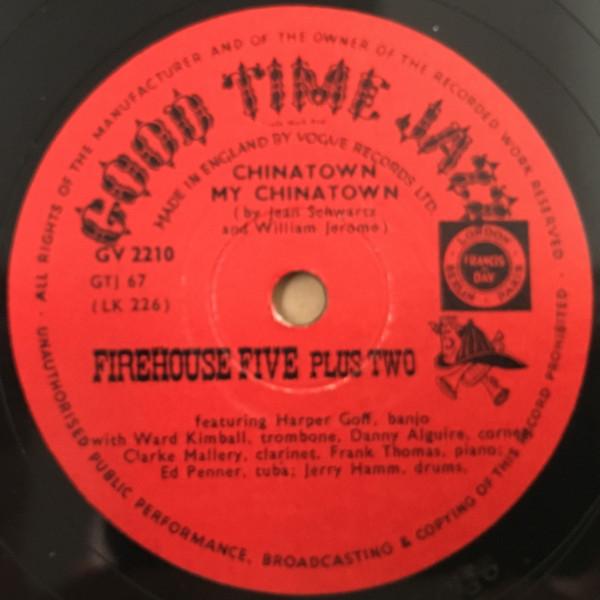 ALL RIGHTS OF THE MANUFACTURER AND OF THE OWNER OF THE RECORDED WORK RESERVED
GOOD TIME JAZZ
MADE IN ENGLAND BY VOGUE RECORDS LTD.
CHINATOWN
MY CHINATOWN
(by Jean Schwartz
and William Jerome)
GV 2210
GTJ 67
(LK 226)
LONDON
FRANCIS DAY
BERLIN · PARIS
FIREHOUSE FIVE PLUS TWO
featuring Harper Goff, banjo
with Ward Kimball, trombone, Danny Alguire, cornet
Clarke Mallery, clarinet, Frank Thomas, piano;
Ed Penner, tuba; Jerry Hamm, drums.
UNAUTHORISED PUBLIC PERFORMANCE, BROADCASTING & COPYING OF THIS RECORD PROHIBITED